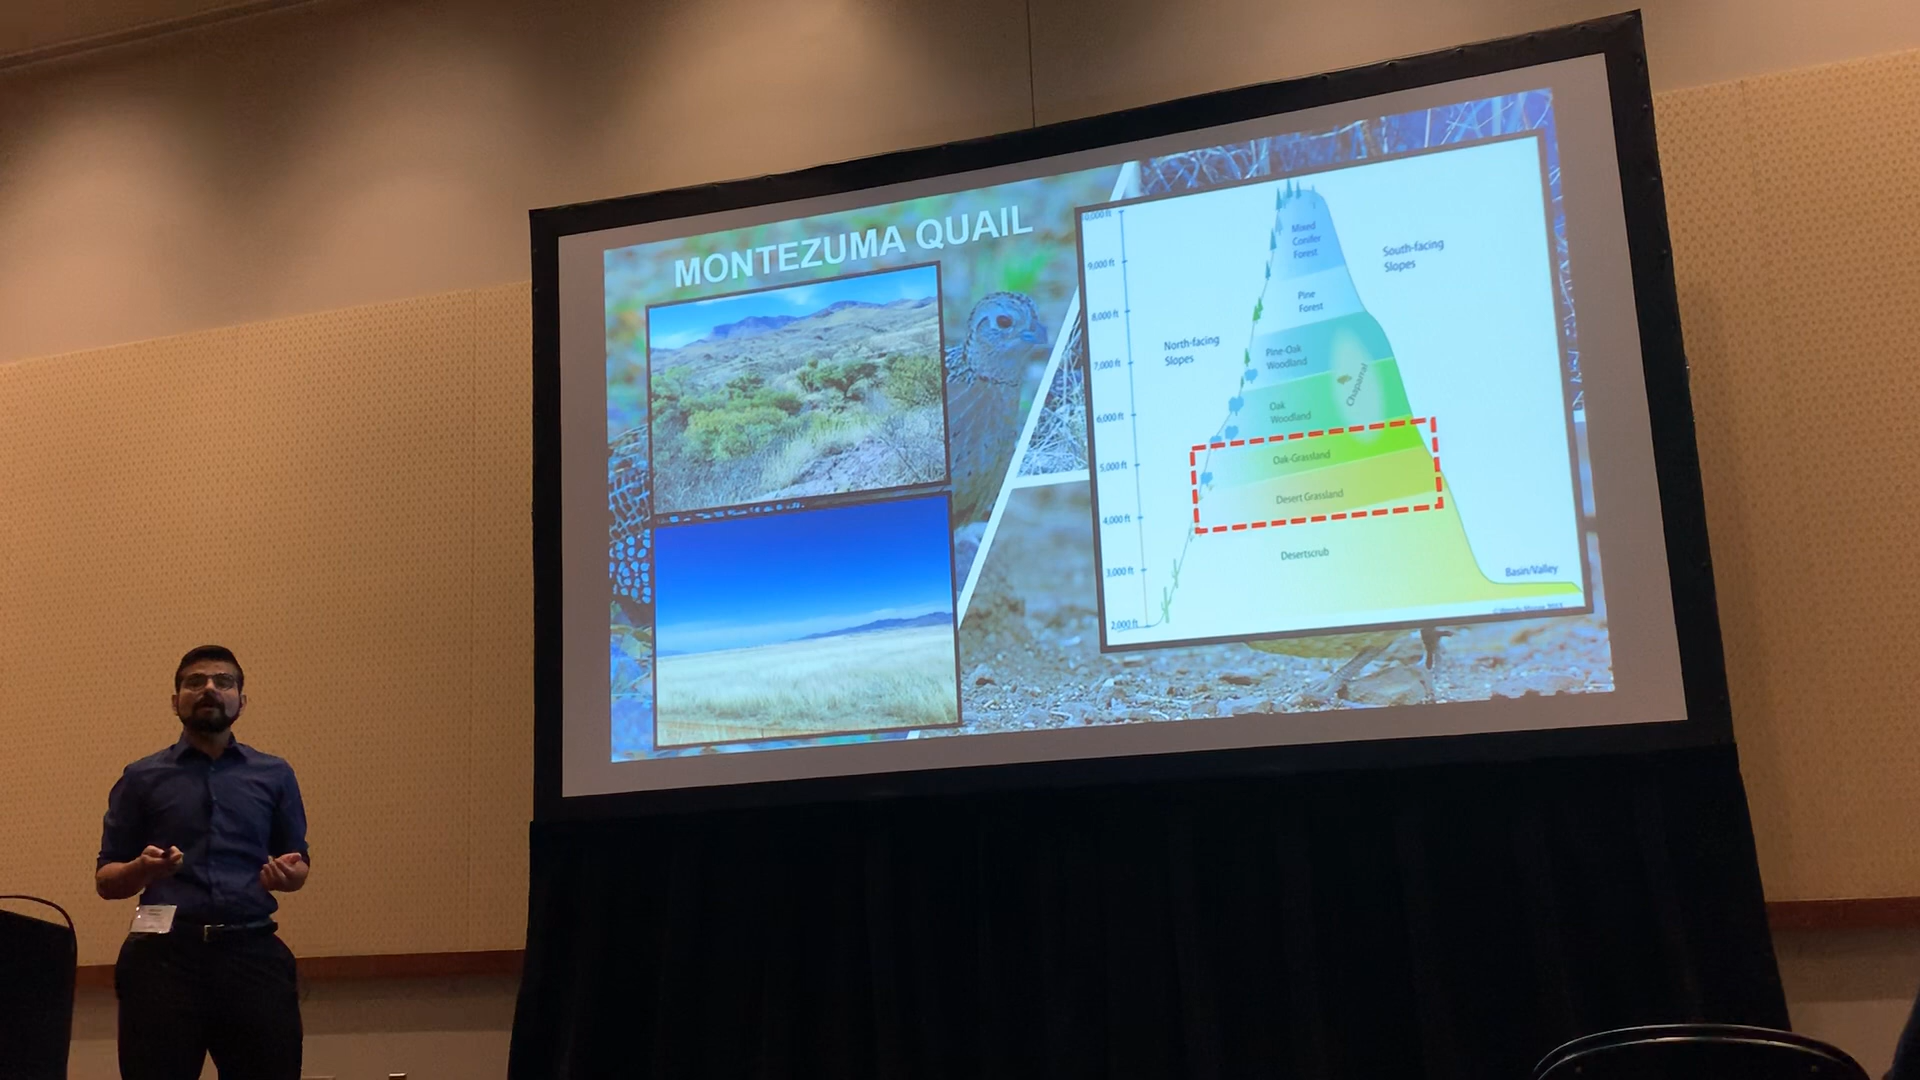 MONTEZUMA QUAIL
10,000 ft
9,000 ft
8,000 ft
7,000 ft
6,000 ft
5,000 ft
4,000 ft
3,000 ft
2,000 ft
North-facing
Slopes
Mixed
Conifer
Forest
Pine
Forest
Pine-Oak
Woodland
Oak
Woodland
Chaparral
Oak-Grassland
Desert Grassland
Desertscrub
South-facing
Slopes
Basin/Valley